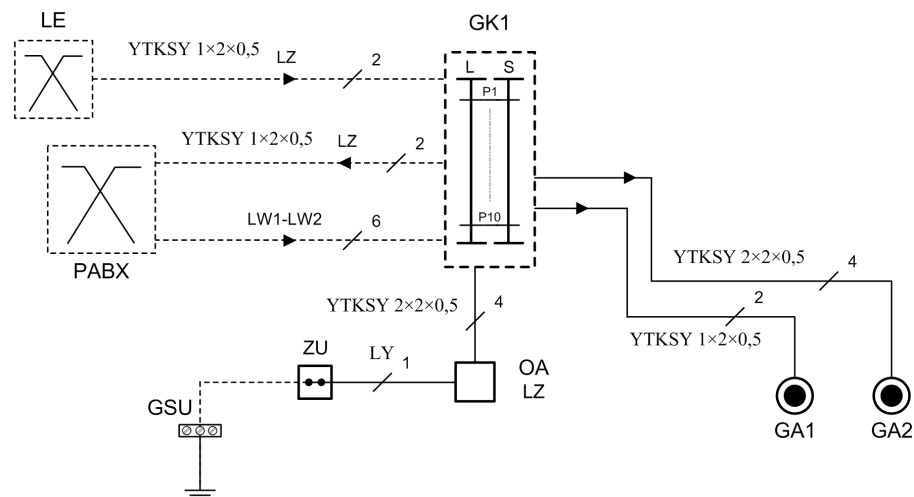 LE
GK1
YTKSY 1×2×0,5
LZ
2
L S
P1
YTKSY 1×2×0,5
LZ
2
LW1-LW2
6
P10
PABX
YTKSY 2×2×0,5
4
YTKSY 2×2×0,5
4
2
YTKSY 1×2×0,5
ZU
LY
1
OA
LZ
GSU
GA1
GA2